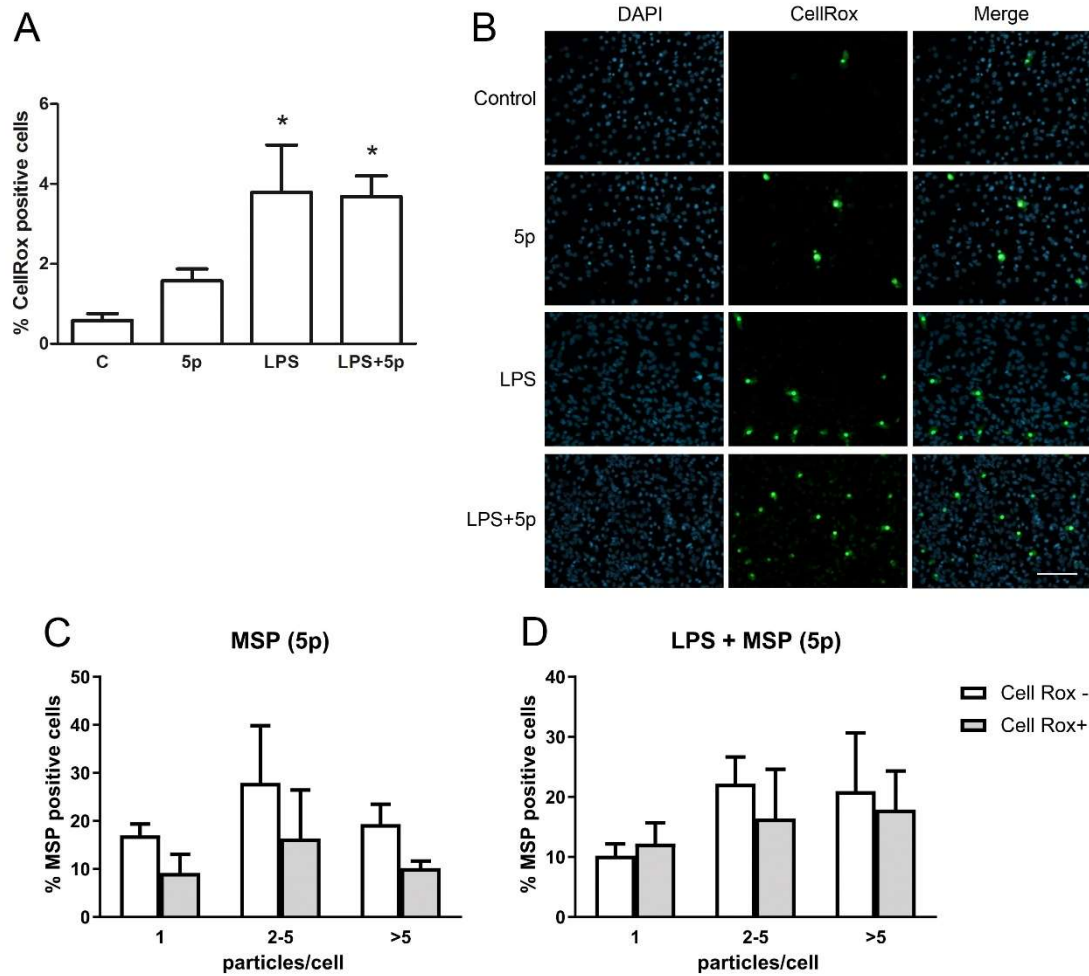 A
% CellRox positive cells
6
4
2
0
*
*
C 5p LPS LPS+5p
B
DAPI CellRox Merge
Control
5p
LPS
LPS+5p
C
MSP (5p)
% MSP positive cells
50
40
30
20
10
0
1 2-5 >5
particles/cell
D
LPS + MSP (5p)
% MSP positive cells
40
30
20
10
0
1 2-5 >5
particles/cell
Cell Rox -
Cell Rox+